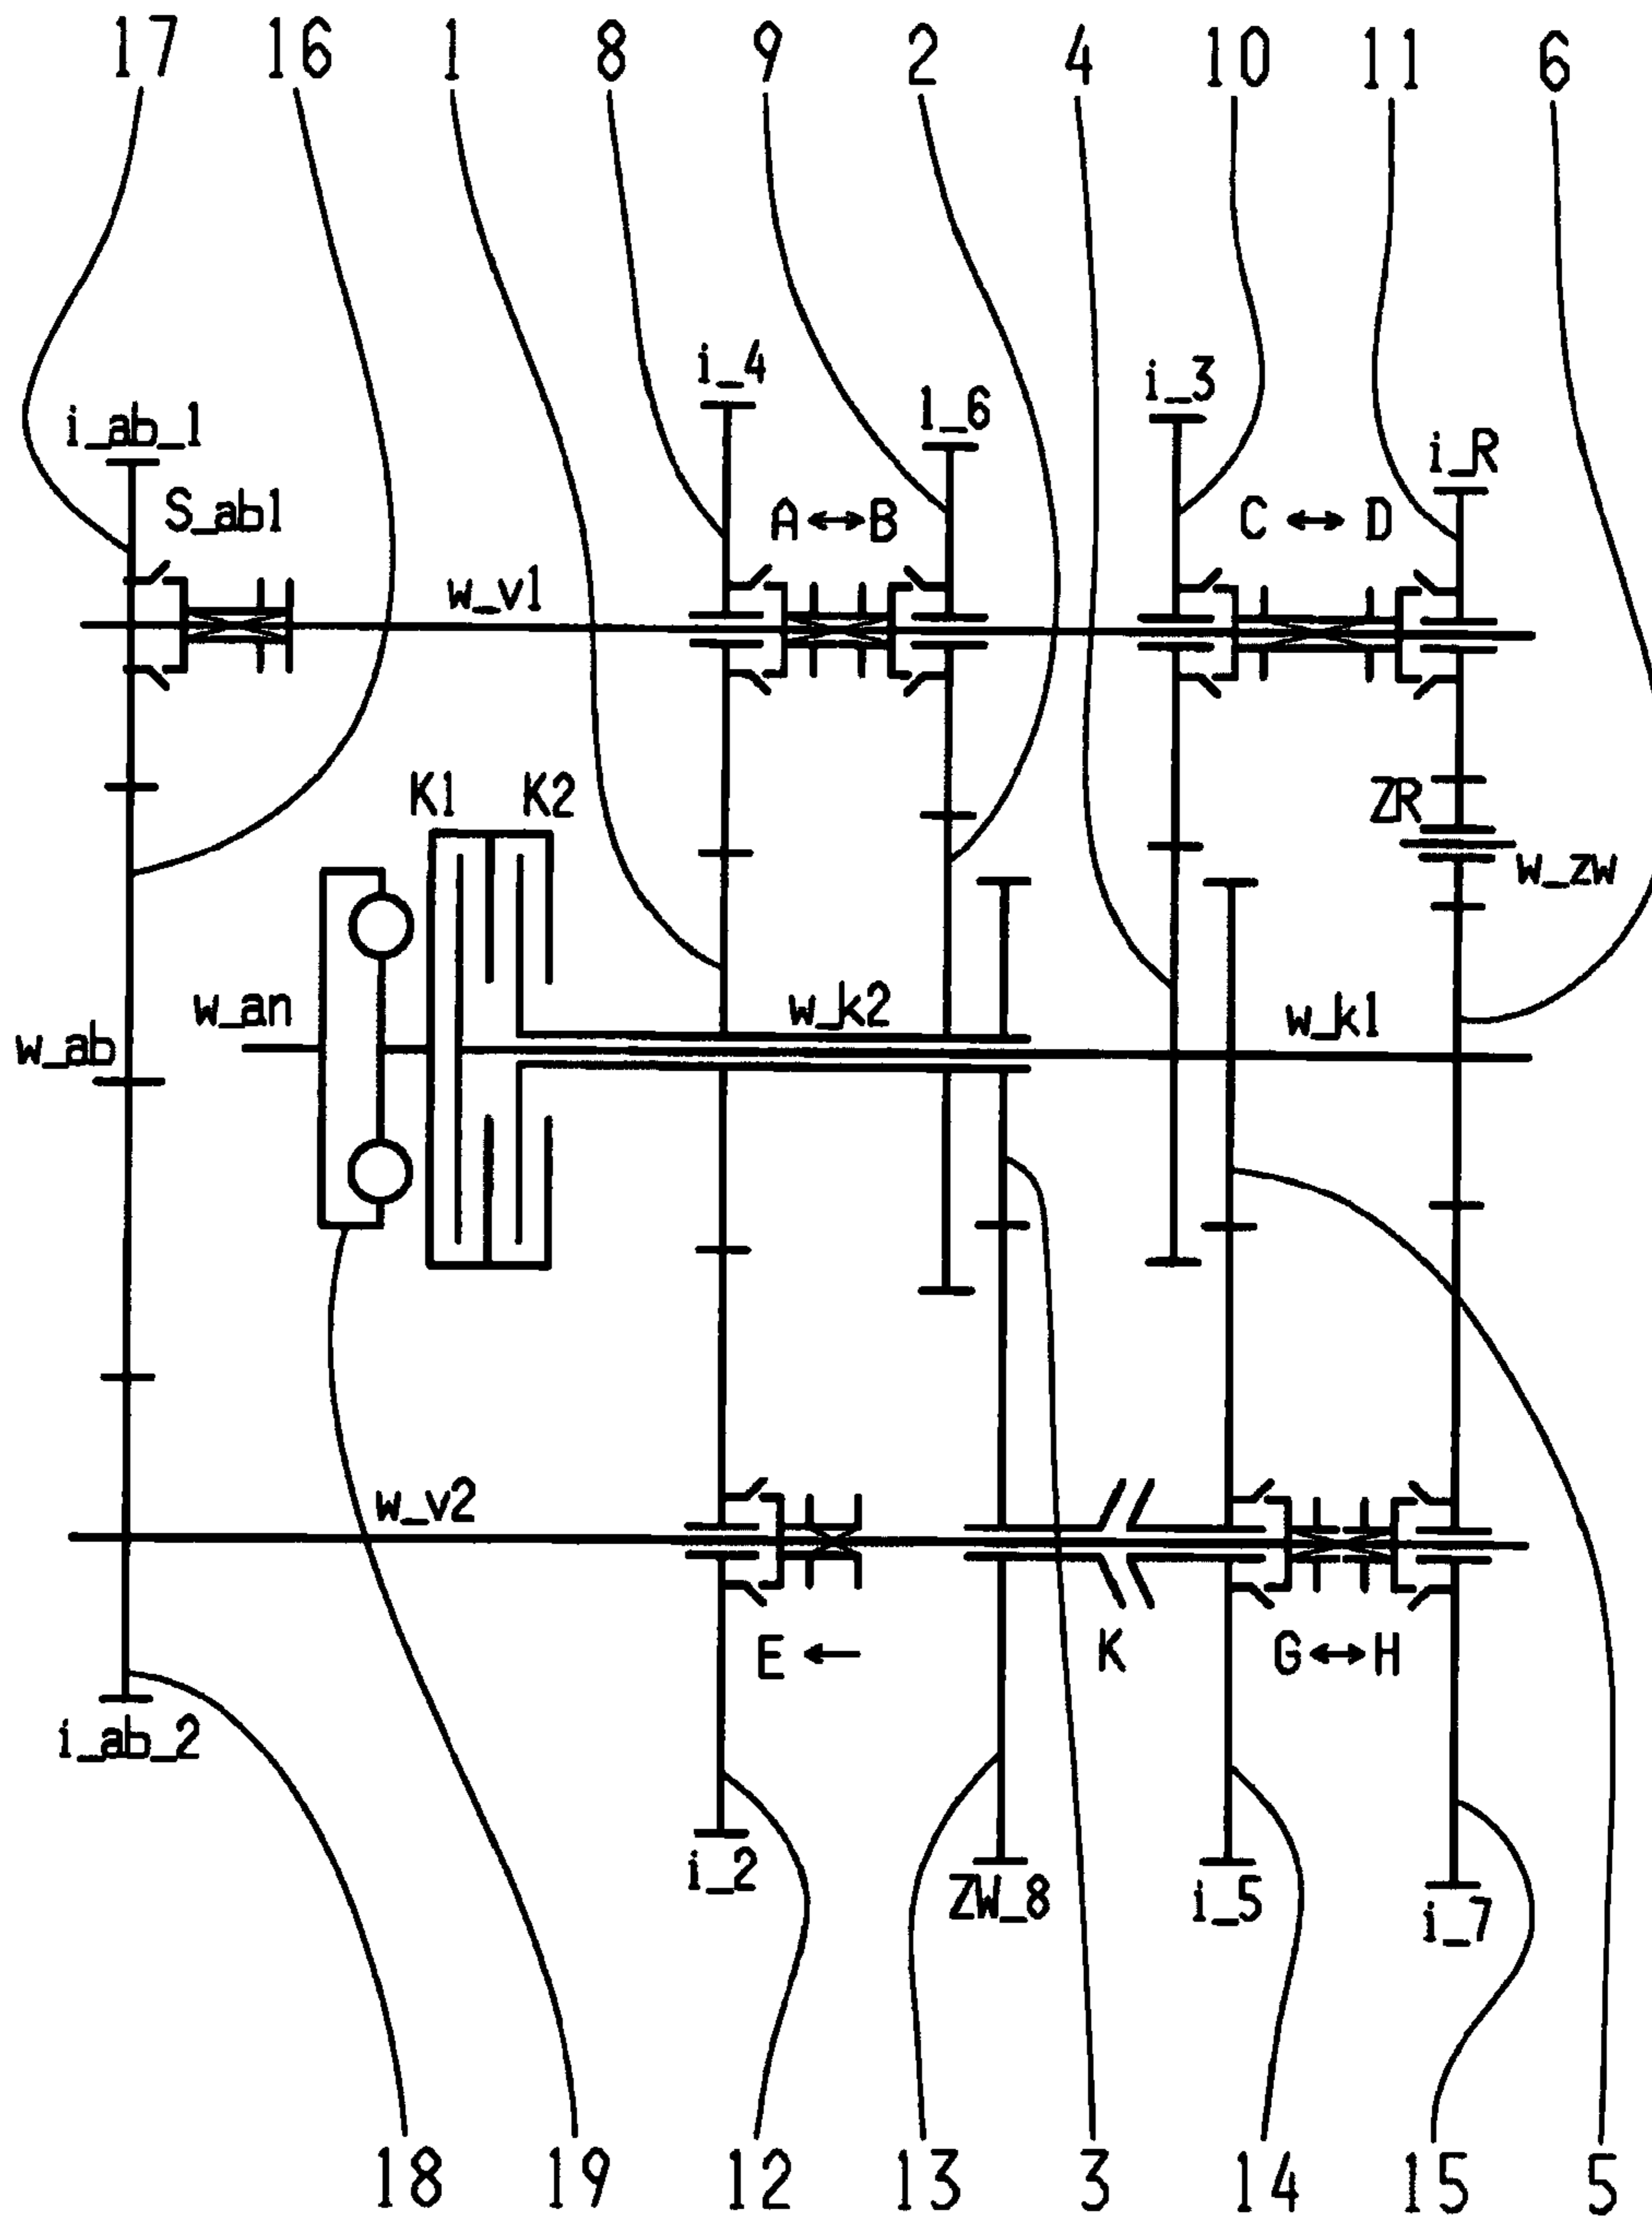 17 16 1 8 9 2 4 10 11 6
i_4
i_3
i_ab_1
i_6
i_R
S_ab1
A ↔ B
C ↔ D
w_v1
K1 K2
ZR
w_zw
w_an
w_k2
w_k1
w_ab
w_v2
E ←
K
G ↔ H
i_ab_2
i_2
ZW_8
i_5
i_7
18 19 12 13 3 14 15 5